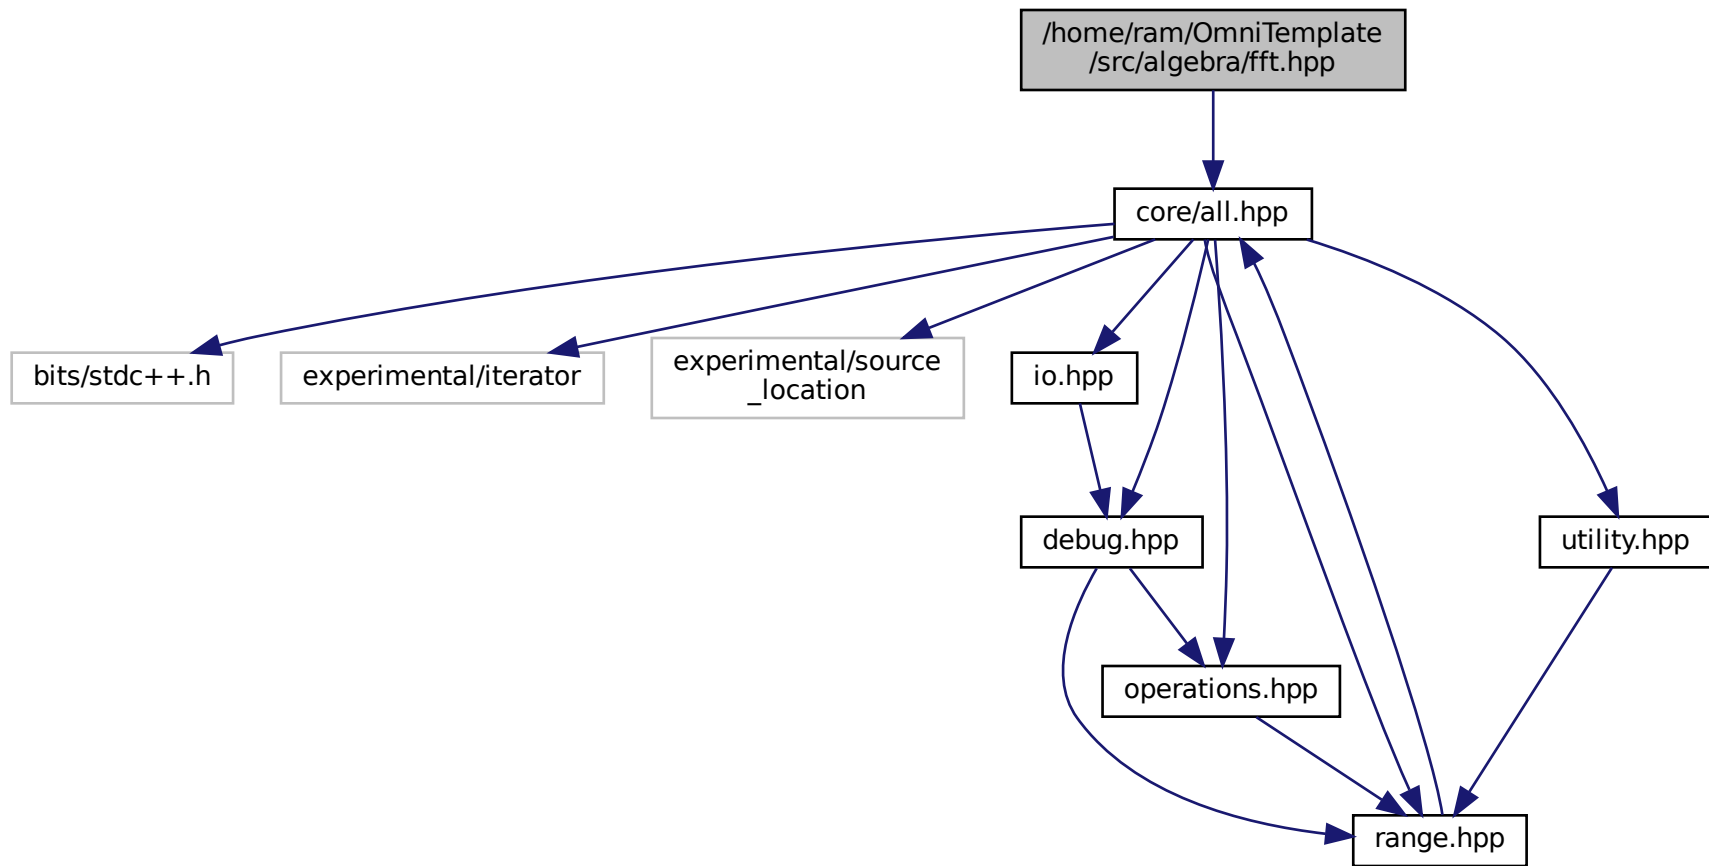 /home/ram/OmniTemplate
/src/algebra/fft.hpp
core/all.hpp
bits/stdc++.h
experimental/iterator
experimental/source
_location
io.hpp
debug.hpp
utility.hpp
operations.hpp
range.hpp